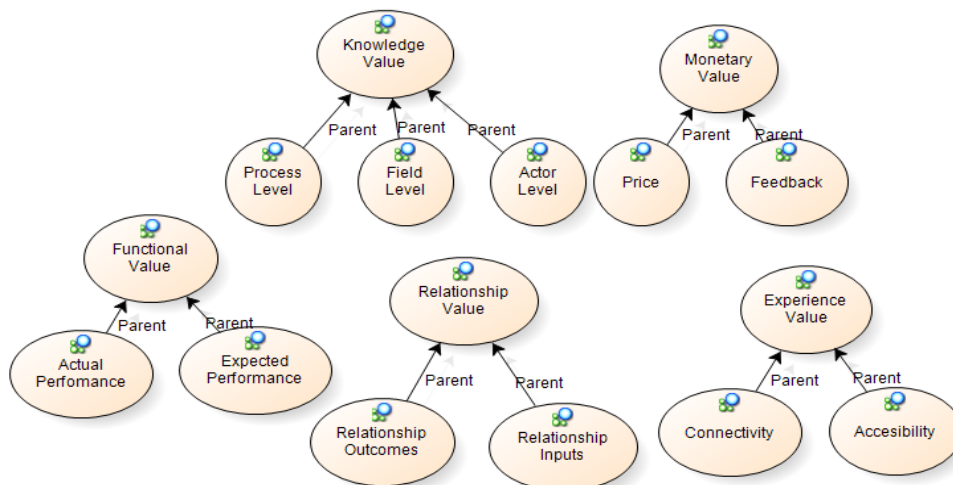 Knowledge
Value
Monetary
Value
Parent
Parent
Parent
Parent
Parent
Process
Level
Field
Level
Actor
Level
Price
Feedback
Functional
Value
Relationship
Value
Experience
Value
Parent
Parent
Parent
Parent
Parent
Parent
Actual
Perfomance
Expected
Performance
Relationship
Outcomes
Relationship
Inputs
Connectivity
Accesibility